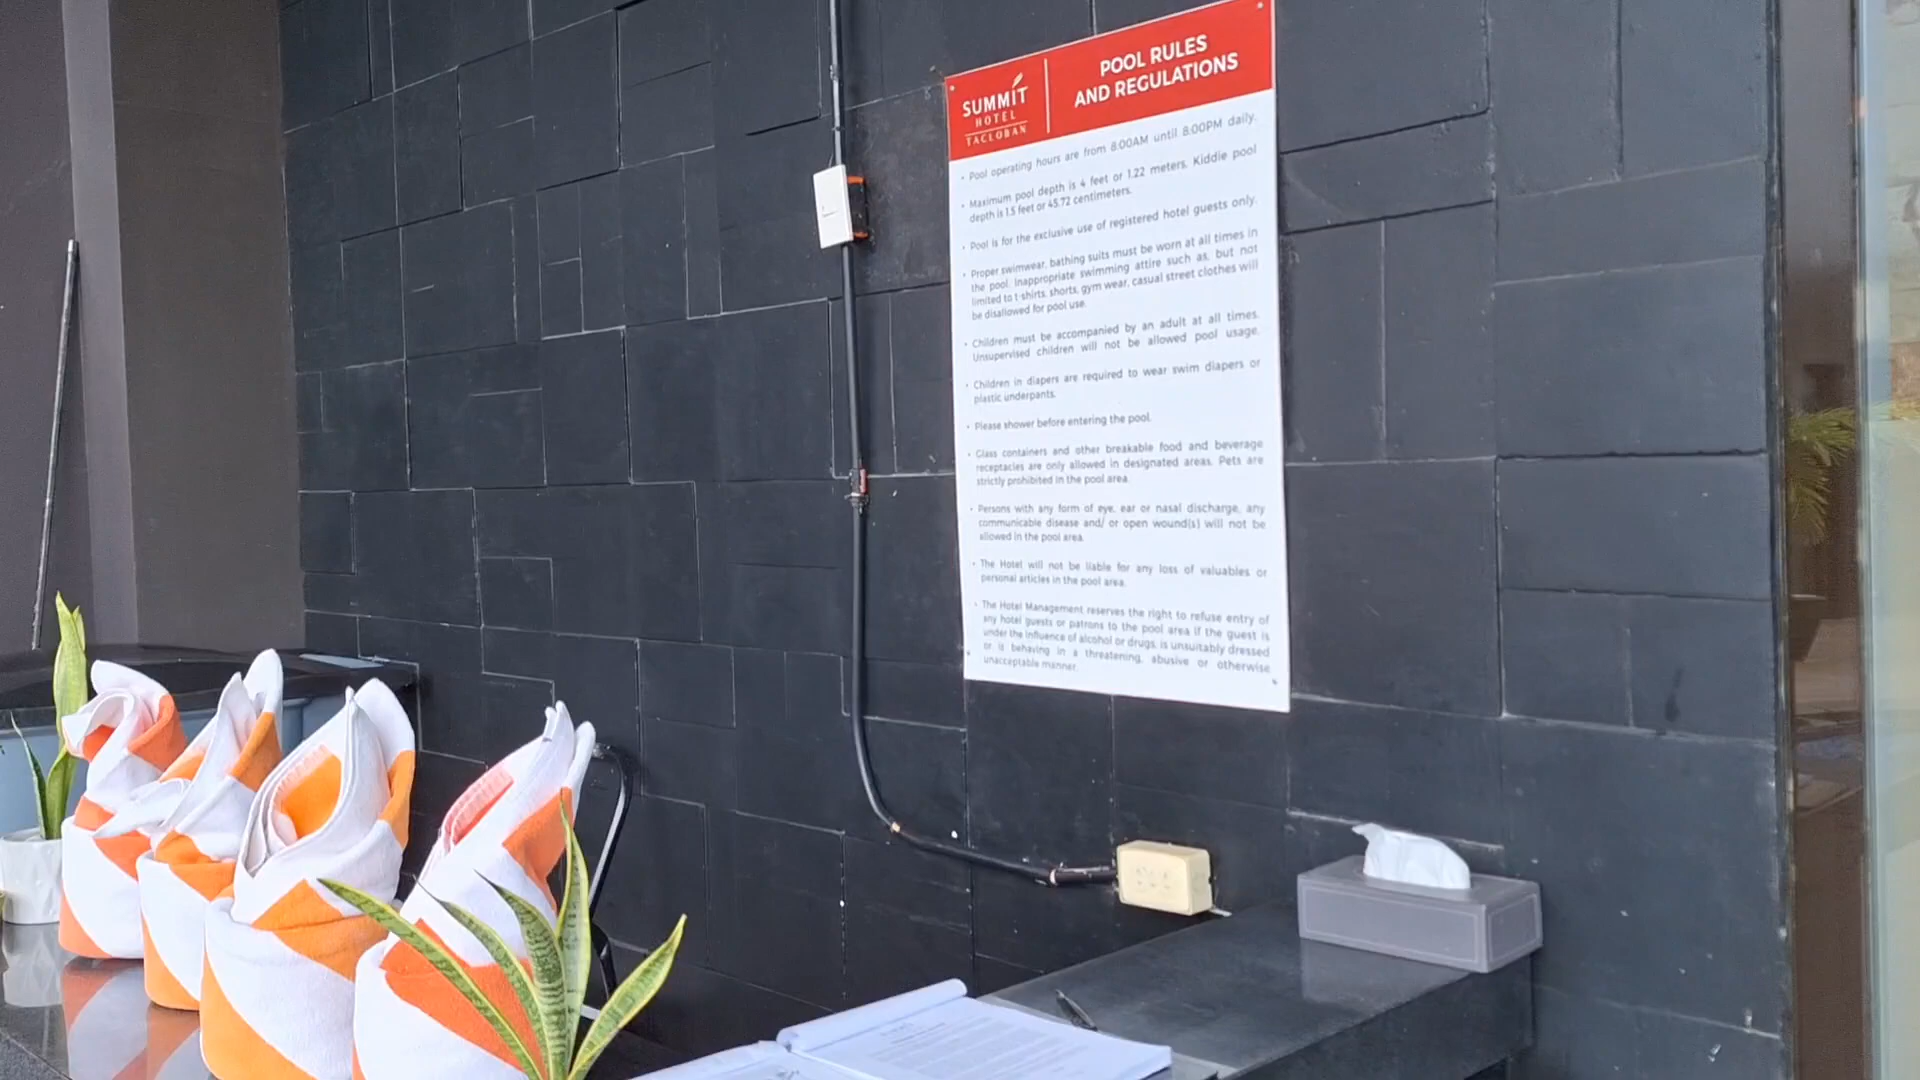 SUMMIT
HOTEL
TACLOBAN
POOL RULES
AND REGULATIONS
• Pool operating hours are from 8:00AM until 8:00PM daily.
• Maximum pool depth is 4 feet or 1.22 meters. Kiddie pool
depth is 1.5 feet or 45.72 centimeters.
• Pool is for the exclusive use of registered hotel guests only.
• Proper swimwear, bathing suits must be worn at all times in
the pool. Inappropriate swimming attire such as, but not
limited to t-shirts, shorts, gym wear, casual street clothes will
be disallowed for pool use.
• Children must be accompanied by an adult at all times.
Unsupervised children will not be allowed pool usage.
• Children in diapers are required to wear swim diapers or
plastic underpants.
• Please shower before entering the pool.
• Glass containers and other breakable food and beverage
receptacles are only allowed in designated areas. Pets are
strictly prohibited in the pool area.
• Persons with any form of eye, ear or nasal discharge, any
communicable disease and/ or open wound(s) will not be
allowed in the pool area.
• The Hotel will not be liable for any loss of valuables or
personal articles in the pool area.
• The Hotel Management reserves the right to refuse entry of
any hotel guests or patrons to the pool area if the guest is
under the influence of alcohol or drugs, is unsuitably dressed
or is behaving in a threatening, abusive or otherwise
unacceptable manner.